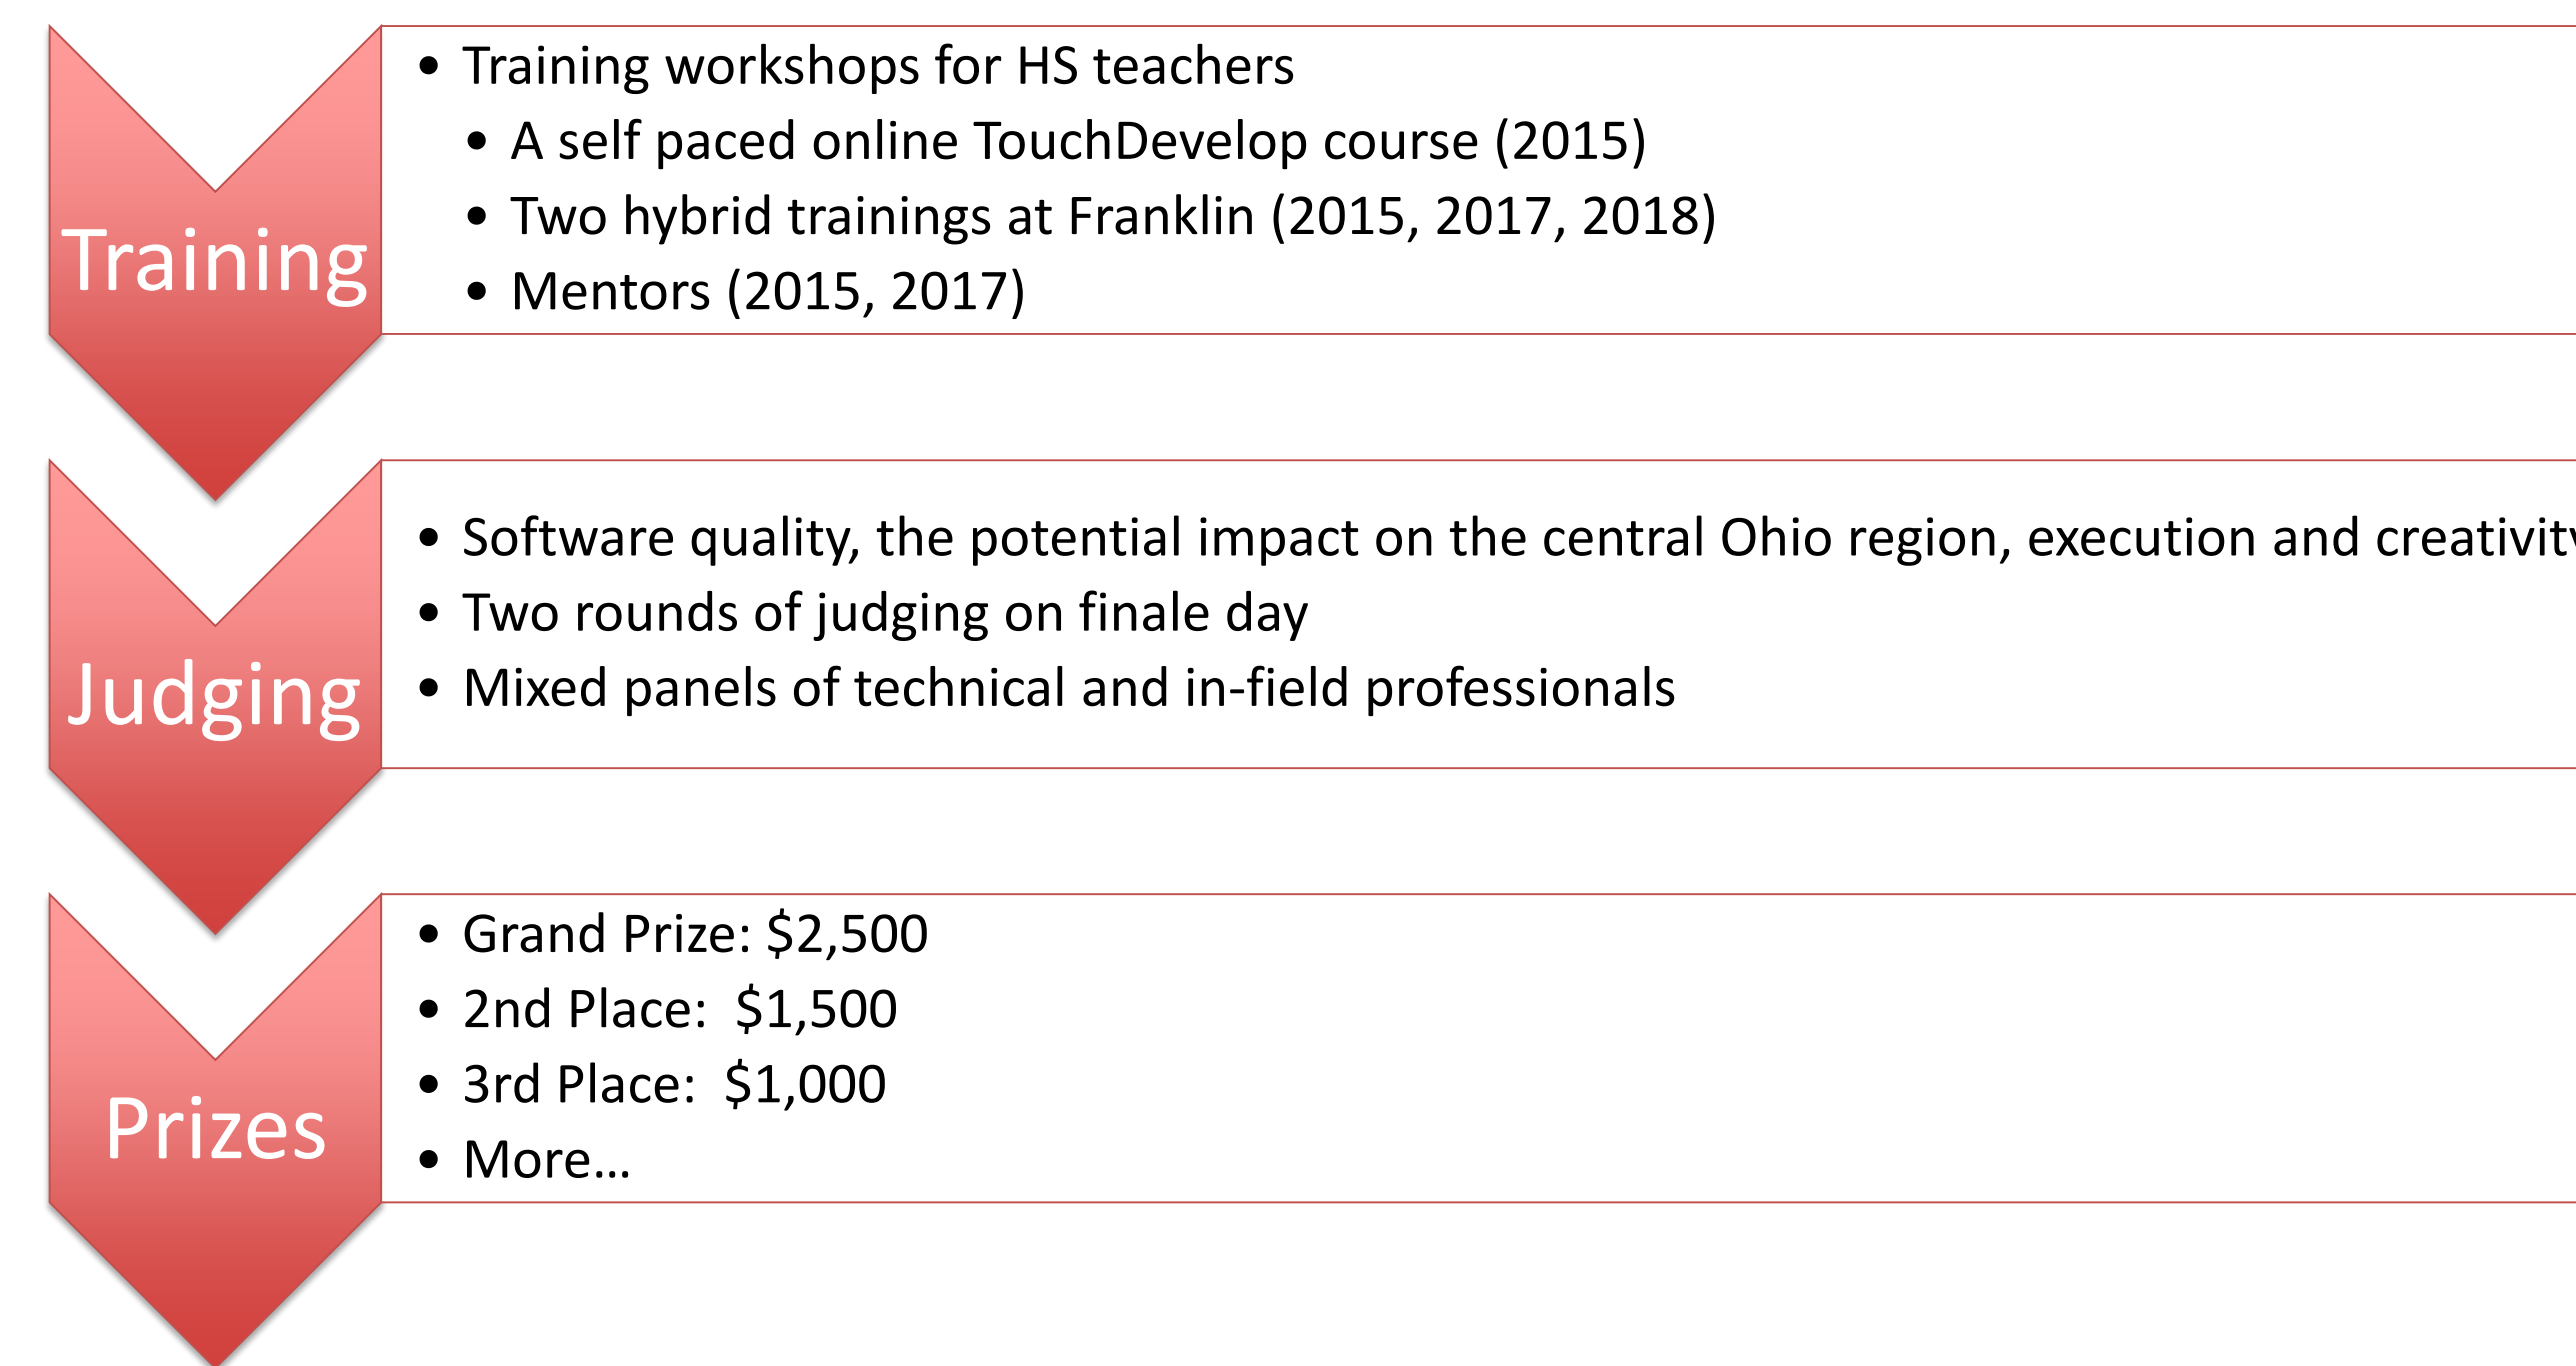 Training
• Training workshops for HS teachers
• A self paced online TouchDevelop course (2015)
• Two hybrid trainings at Franklin (2015, 2017, 2018)
• Mentors (2015, 2017)
Judging
• Software quality, the potential impact on the central Ohio region, execution and creativity
• Two rounds of judging on finale day
• Mixed panels of technical and in-field professionals
Prizes
• Grand Prize: $2,500
• 2nd Place:  $1,500
• 3rd Place:  $1,000
• More...